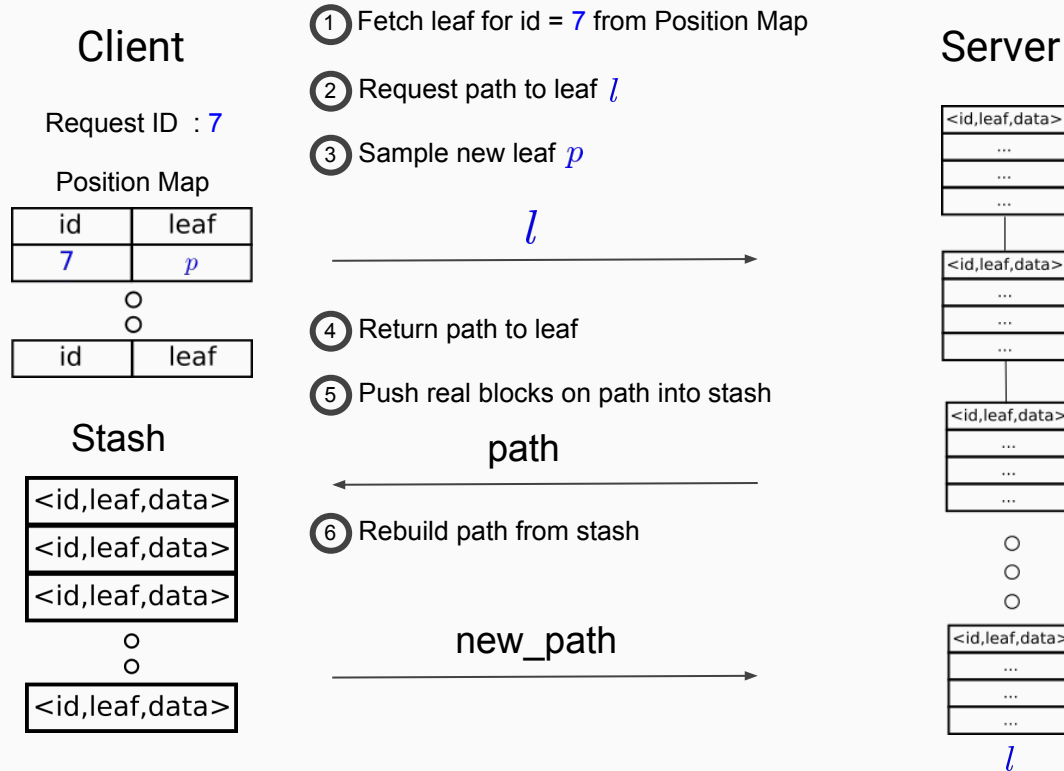 Client
Request ID : 7
Position Map
id leaf
7 p
id leaf
Stash
<id,leaf,data>
<id,leaf,data>
<id,leaf,data>
<id,leaf,data>
1 Fetch leaf for id = 7 from Position Map
2 Request path to leaf l
3 Sample new leaf p
l
4 Return path to leaf
5 Push real blocks on path into stash
path
6 Rebuild path from stash
new_path
Server
<id,leaf,data>
...
...
...
<id,leaf,data>
...
...
...
<id,leaf,data>
...
...
...
<id,leaf,data>
...
...
...
l